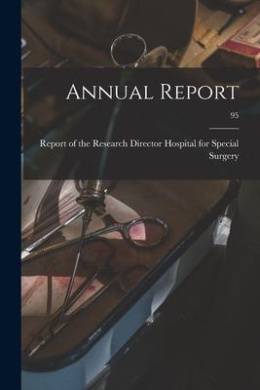 Annual Report
; 95
Report of the Research Director Hospital for Special
Surgery